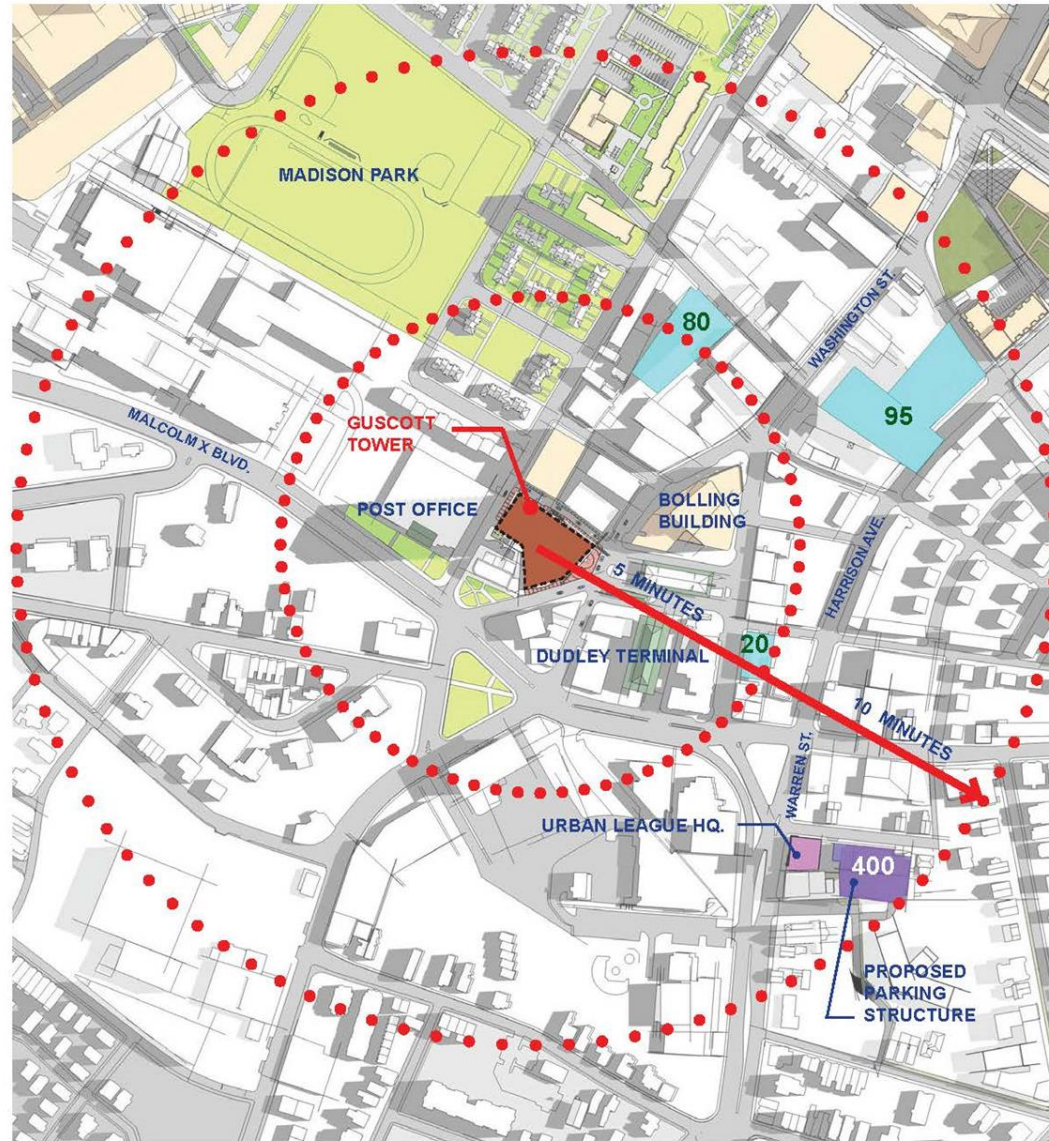 MADISON PARK
80
WASHINGTON ST.
95
MALCOLM X BLVD.
GUSCOTT
TOWER
POST OFFICE
BOLLING
BUILDING
HARRISON AVE.
5 MINUTES
20
DUDLEY TERMINAL
10 MINUTES
WARREN ST.
URBAN LEAGUE HQ.
400
PROPOSED
PARKING
STRUCTURE